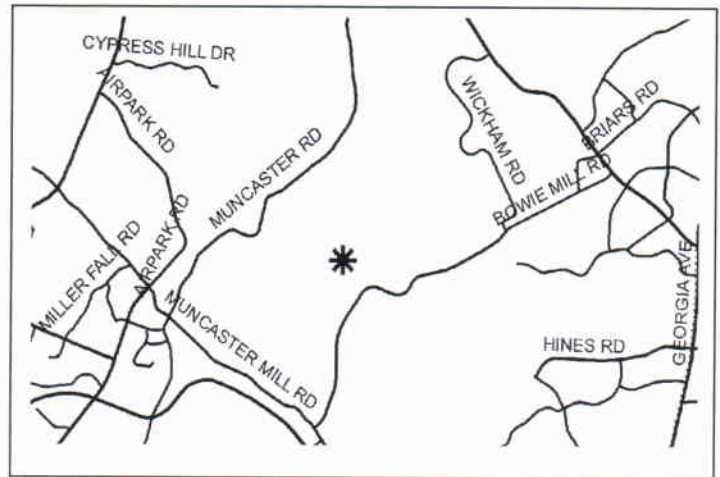 CYPRESS HILL DR
AIRPARK RD
MUNCASTER RD
WICKHAM RD
BRIARS RD
BOWIE MILL RD
AIRPARK RD
MILLER FALL RD
MUNCASTER MILL RD
GEORGIA AVE
HINES RD